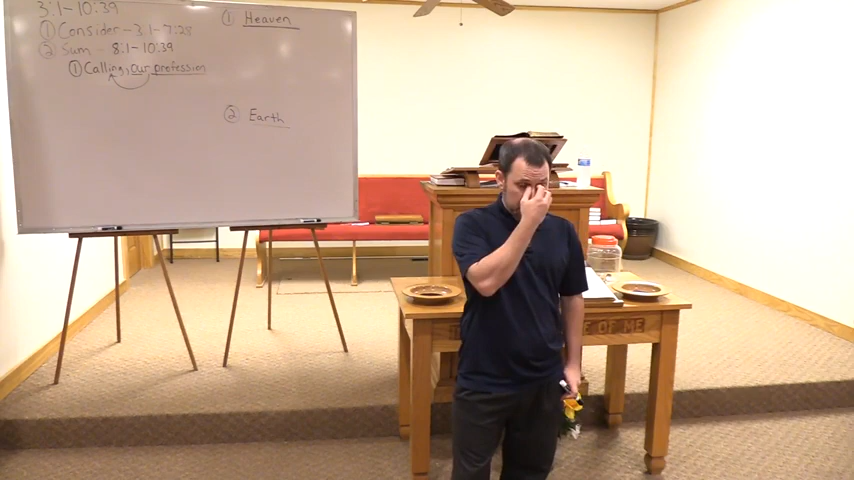 3:1-10:39
① Consider - 3:1-7:28
② Sum - 8:1-10:39
① Calling, our profession
① Heaven
② Earth
E OF ME